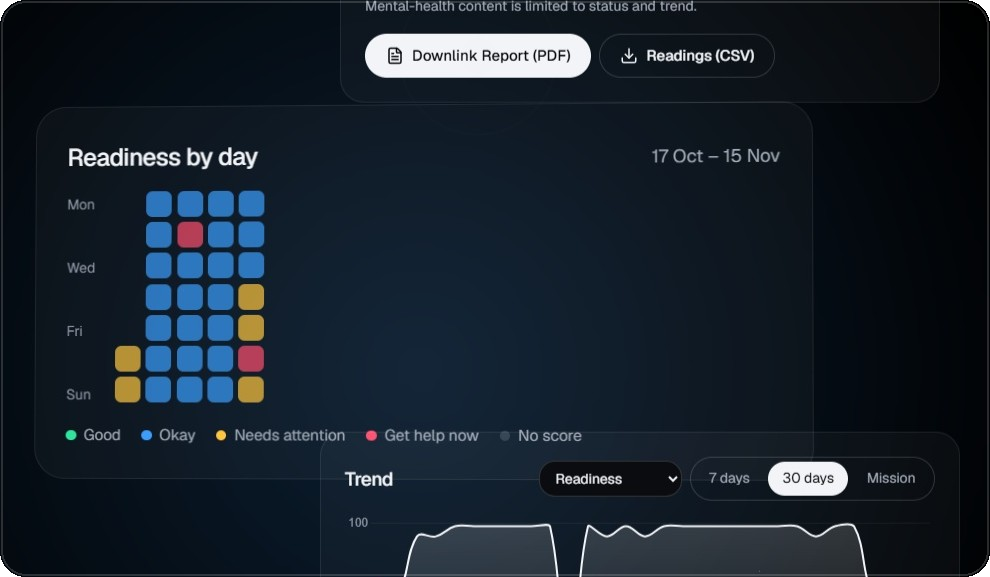 Mental-health content is limited to status and trend.
Downlink Report (PDF) Readings (CSV)
Readiness by day 17 Oct – 15 Nov
Mon
Wed
Fri
Sun
Good Okay Needs attention Get help now No score
Trend Readiness 7 days 30 days Mission
100